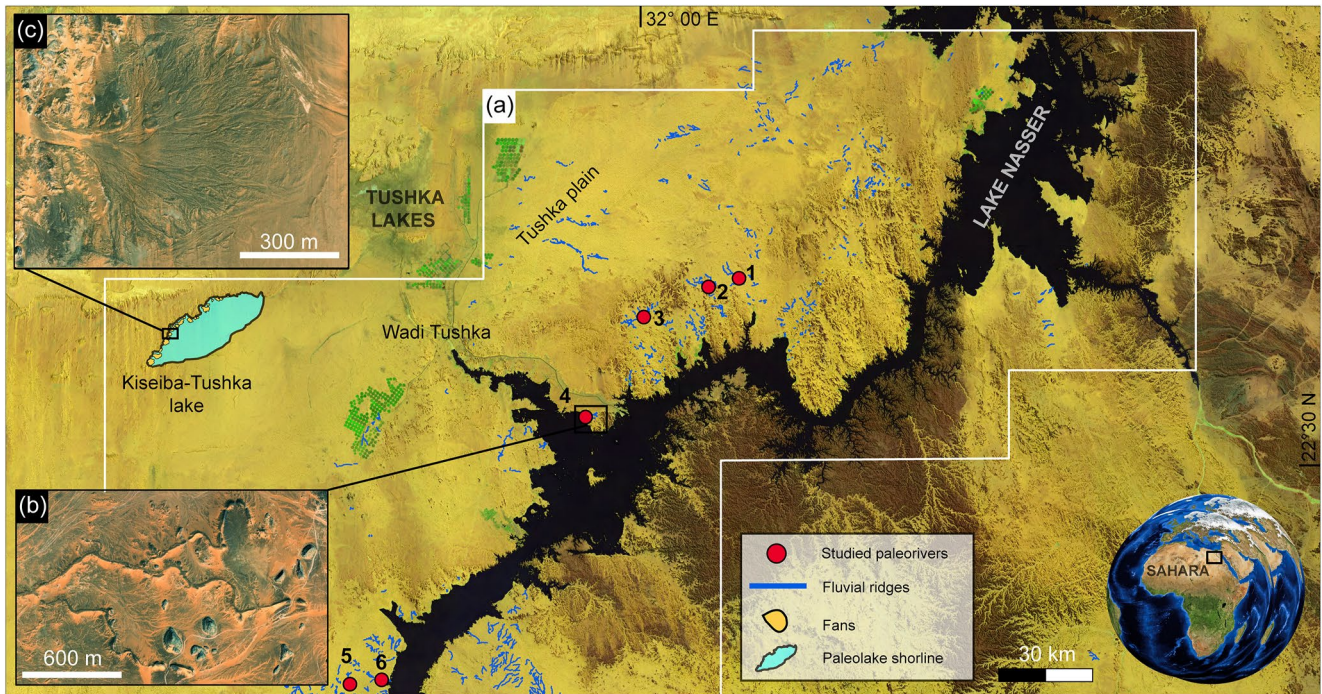 (c)
300 m
32° 00 E
(a)
TUSHKA
LAKES
Tushka plain
LAKE NASSER
1
2
3
Wadi Tushka
Kiseiba-Tushka
lake
4
22°30 N
(b)
600 m
5
6
Studied paleorivers
Fluvial ridges
Fans
Paleolake shorline
30 km
SAHARA